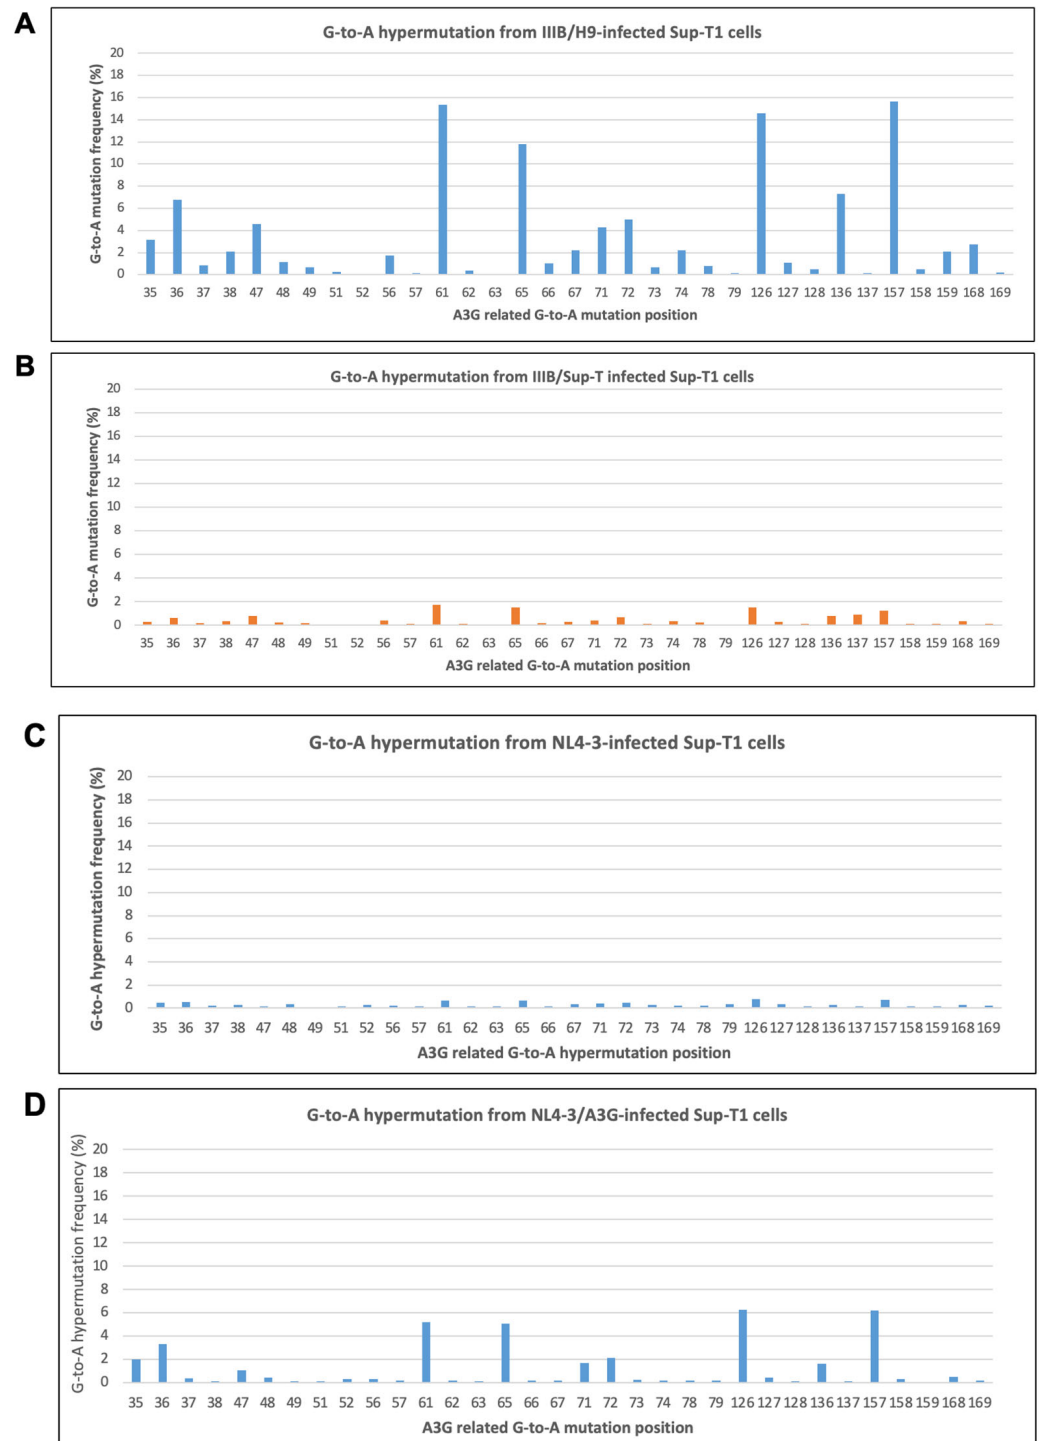 A
G-to-A hypermutation from IIIB/H9-infected Sup-T1 cells
G-to-A mutation frequency (%)
20
18
16
14
12
10
8
6
4
2
0
35 36 37 38 47 48 49 51 52 56 57 61 62 63 65 66 67 71 72 73 74 78 79 126 127 128 136 137 157 158 159 168 169
A3G related G-to-A mutation position
B
G-to-A hypermutation from IIIB/Sup-T infected Sup-T1 cells
G-to-A mutation frequency (%)
20
18
16
14
12
10
8
6
4
2
0
35 36 37 38 47 48 49 51 52 56 57 61 62 63 65 66 67 71 72 73 74 78 79 126 127 128 136 137 157 158 159 168 169
A3G related G-to-A mutation position
C
G-to-A hypermutation from NL4-3-infected Sup-T1 cells
G-to-A hypermutation frequency (%)
20
18
16
14
12
10
8
6
4
2
0
35 36 37 38 47 48 49 51 52 56 57 61 62 63 65 66 67 71 72 73 74 78 79 126 127 128 136 137 157 158 159 168 169
A3G related G-to-A hypermutation position
D
G-to-A hypermutation from NL4-3/A3G-infected Sup-T1 cells
G-to-A hypermutation frequency (%)
20
18
16
14
12
10
8
6
4
2
0
35 36 37 38 47 48 49 51 52 56 57 61 62 63 65 66 67 71 72 73 74 78 79 126 127 128 136 137 157 158 159 168 169
A3G related G-to-A mutation position